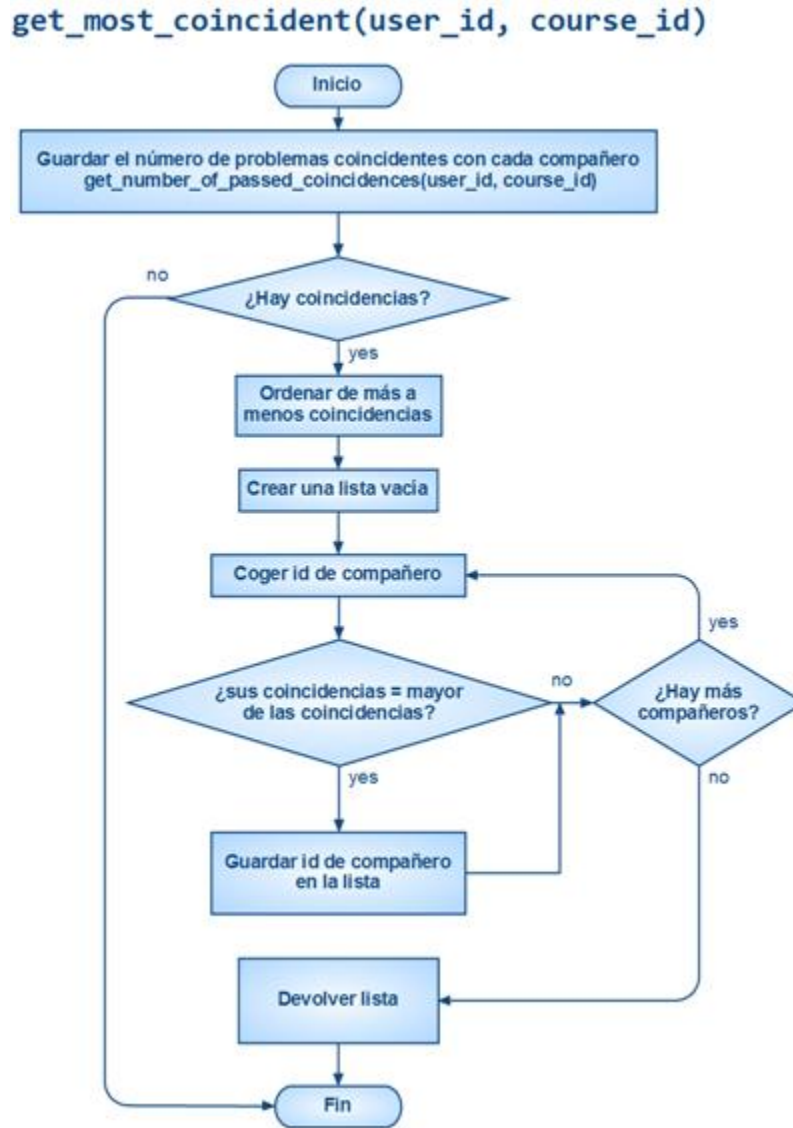 get_most_coincident(user_id, course_id)
Inicio
Guardar el número de problemas coincidentes con cada compañero
get_number_of_passed_coincidences(user_id, course_id)
no
¿Hay coincidencias?
yes
Ordenar de más a
menos coincidencias
Crear una lista vacía
Coger id de compañero
yes
¿sus coincidencias = mayor
de las coincidencias?
no
¿Hay más
compañeros?
yes
no
Guardar id de compañero
en la lista
Devolver lista
Fin